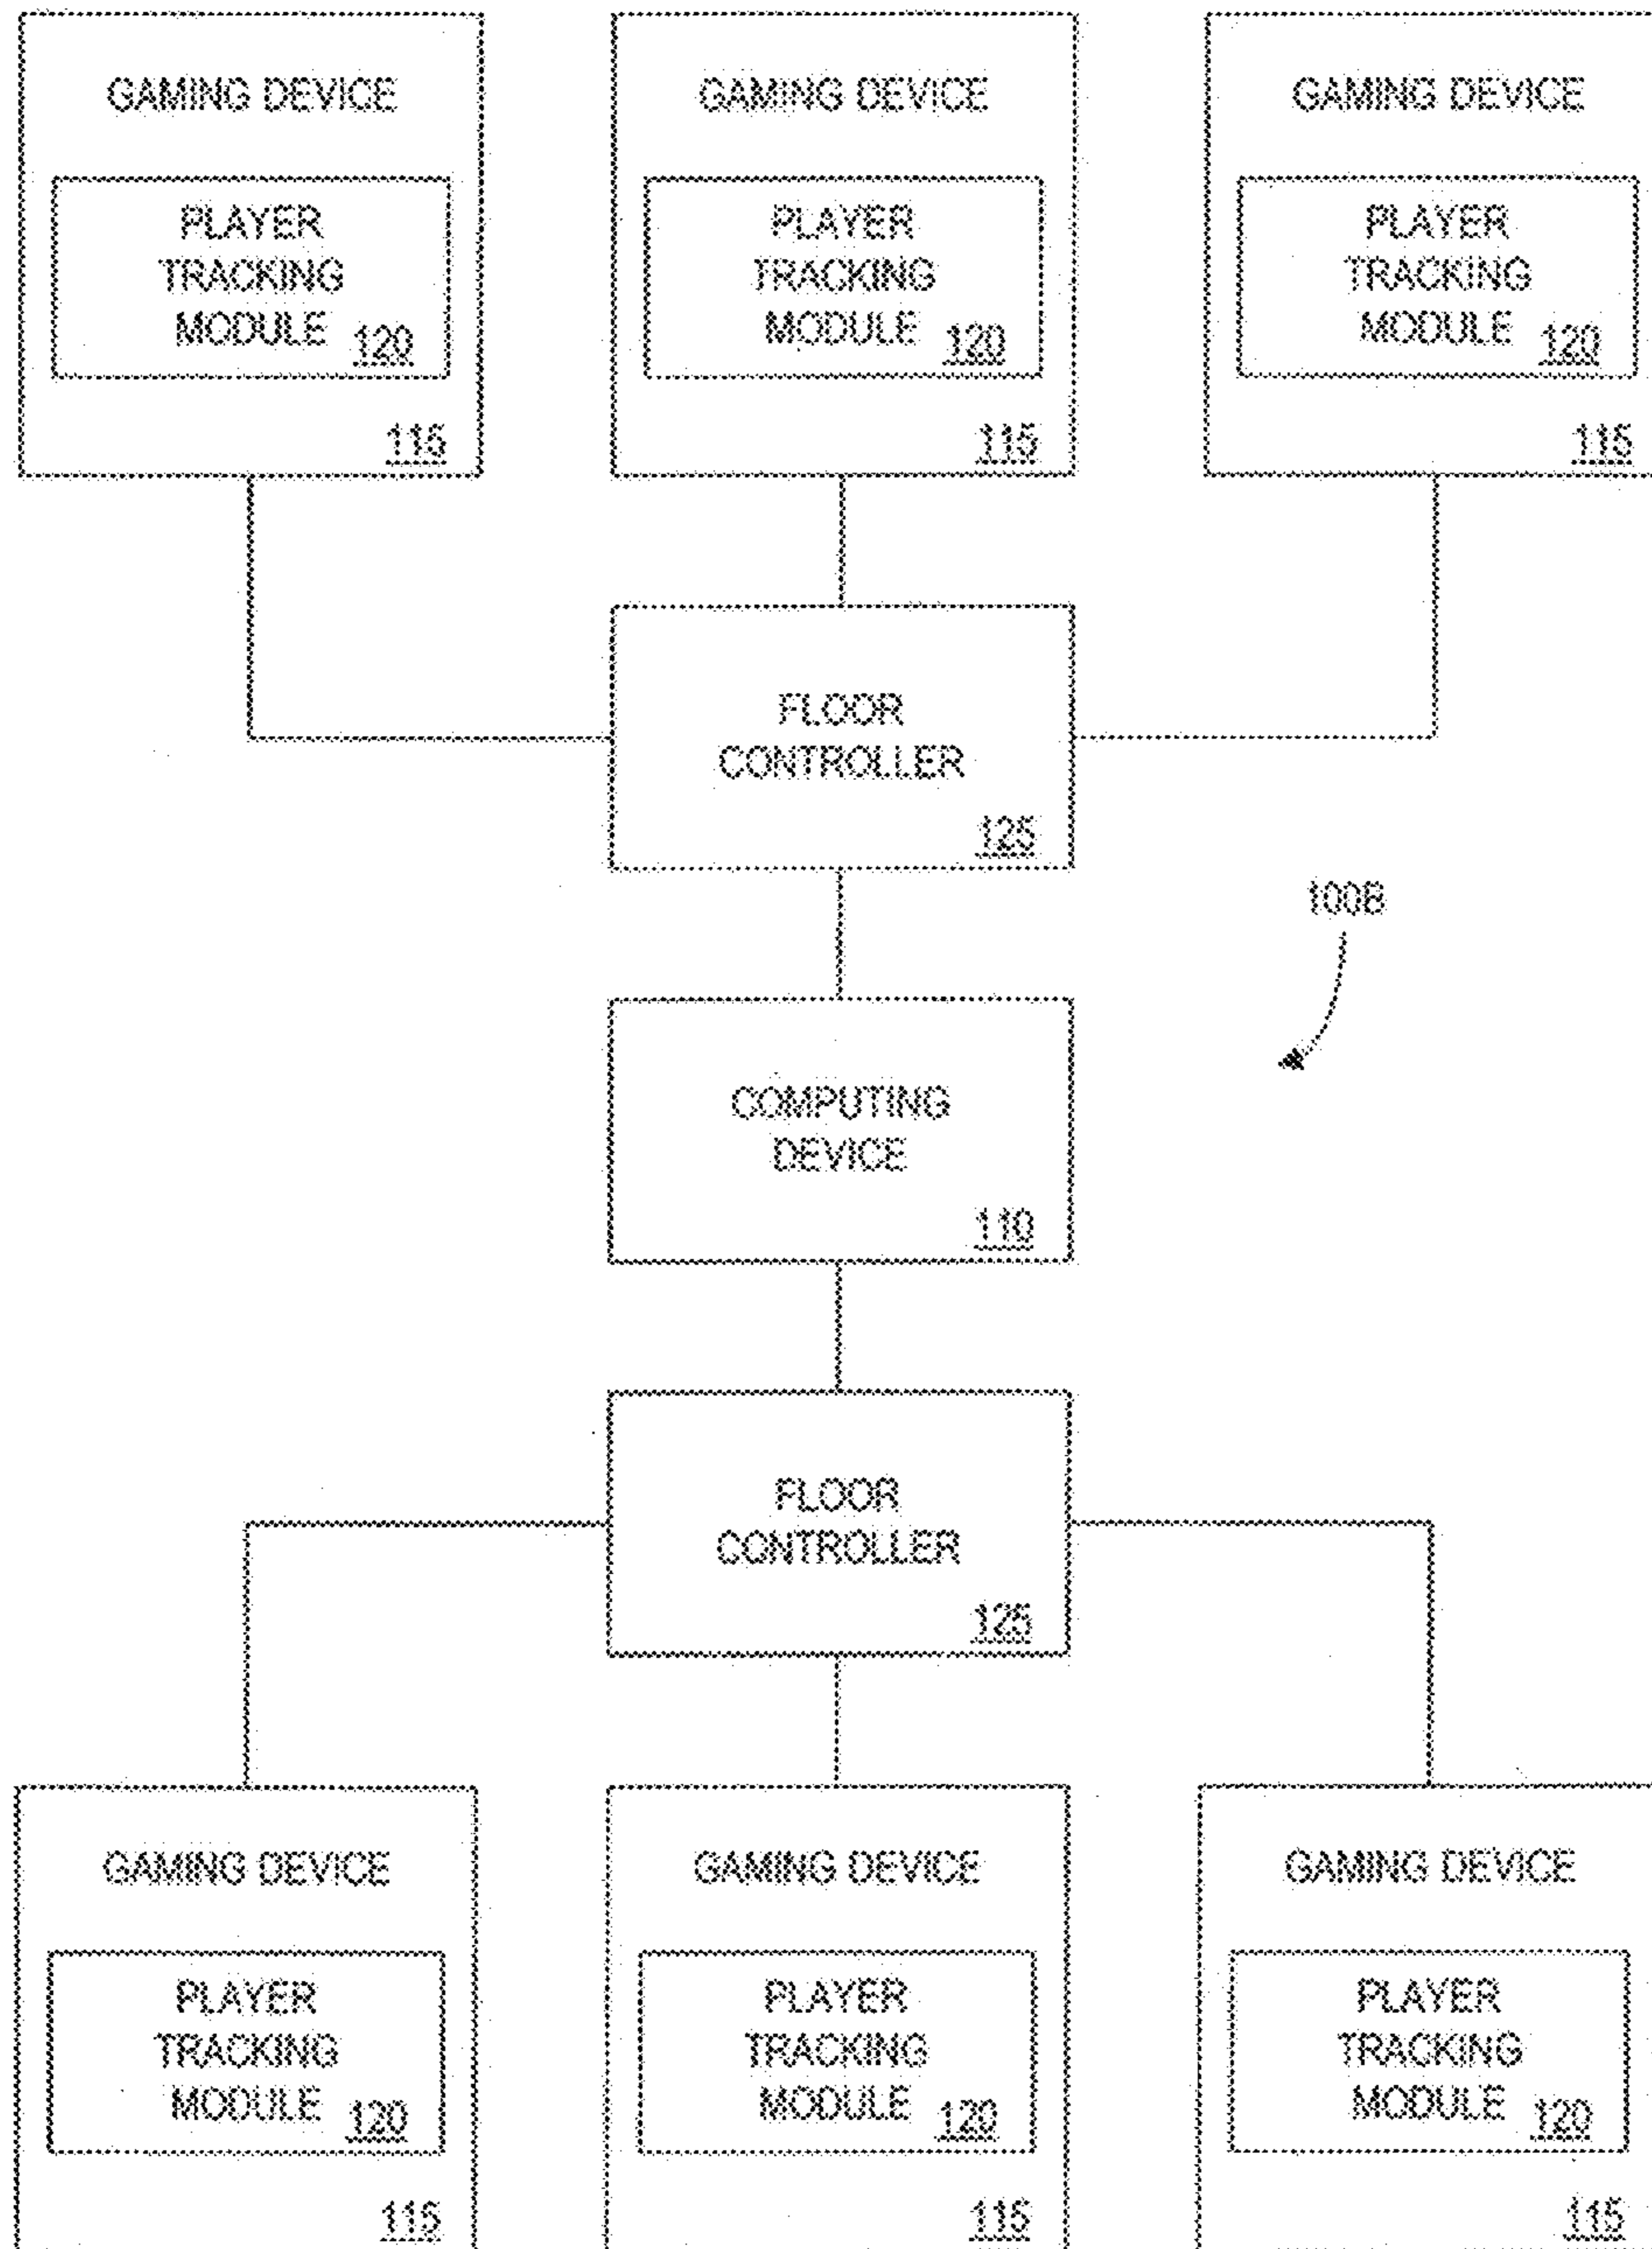 GAMING DEVICE
PLAYER
TRACKING
MODULE 120
115
GAMING DEVICE
PLAYER
TRACKING
MODULE 120
115
GAMING DEVICE
PLAYER
TRACKING
MODULE 120
115
FLOOR
CONTROLLER
125
100B
COMPUTING
DEVICE
110
FLOOR
CONTROLLER
125
GAMING DEVICE
PLAYER
TRACKING
MODULE 120
115
GAMING DEVICE
PLAYER
TRACKING
MODULE 120
115
GAMING DEVICE
PLAYER
TRACKING
MODULE 120
115